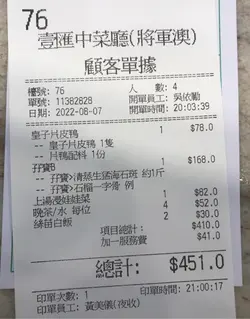 76
壹匯中菜廳(將軍澳)
顧客單據
檯號: 76 人 數: 4
單號: 11382828 開單員工: 吳依勵
日期: 2022-08-07 開單時間: 20:03:39
皇子片皮鴨 1 $78.0
-- 皇子片皮鴨 1隻
-- 片鴨配料 1份
孖寶B 1 $168.0
-- 孖寶>清蒸生猛海石斑 約1斤
-- 孖寶>石榴一字骨 例
上湯浸娃娃菜 1 $82.0
晚茶/水 每位 4 $52.0
絲苗白飯 2 $30.0
項目總計: $410.0
加一服務費 $41.0
總計: $451.0
印單次數: 1 印單時間: 21:00:17
印單員工: 黃美儀(夜收)